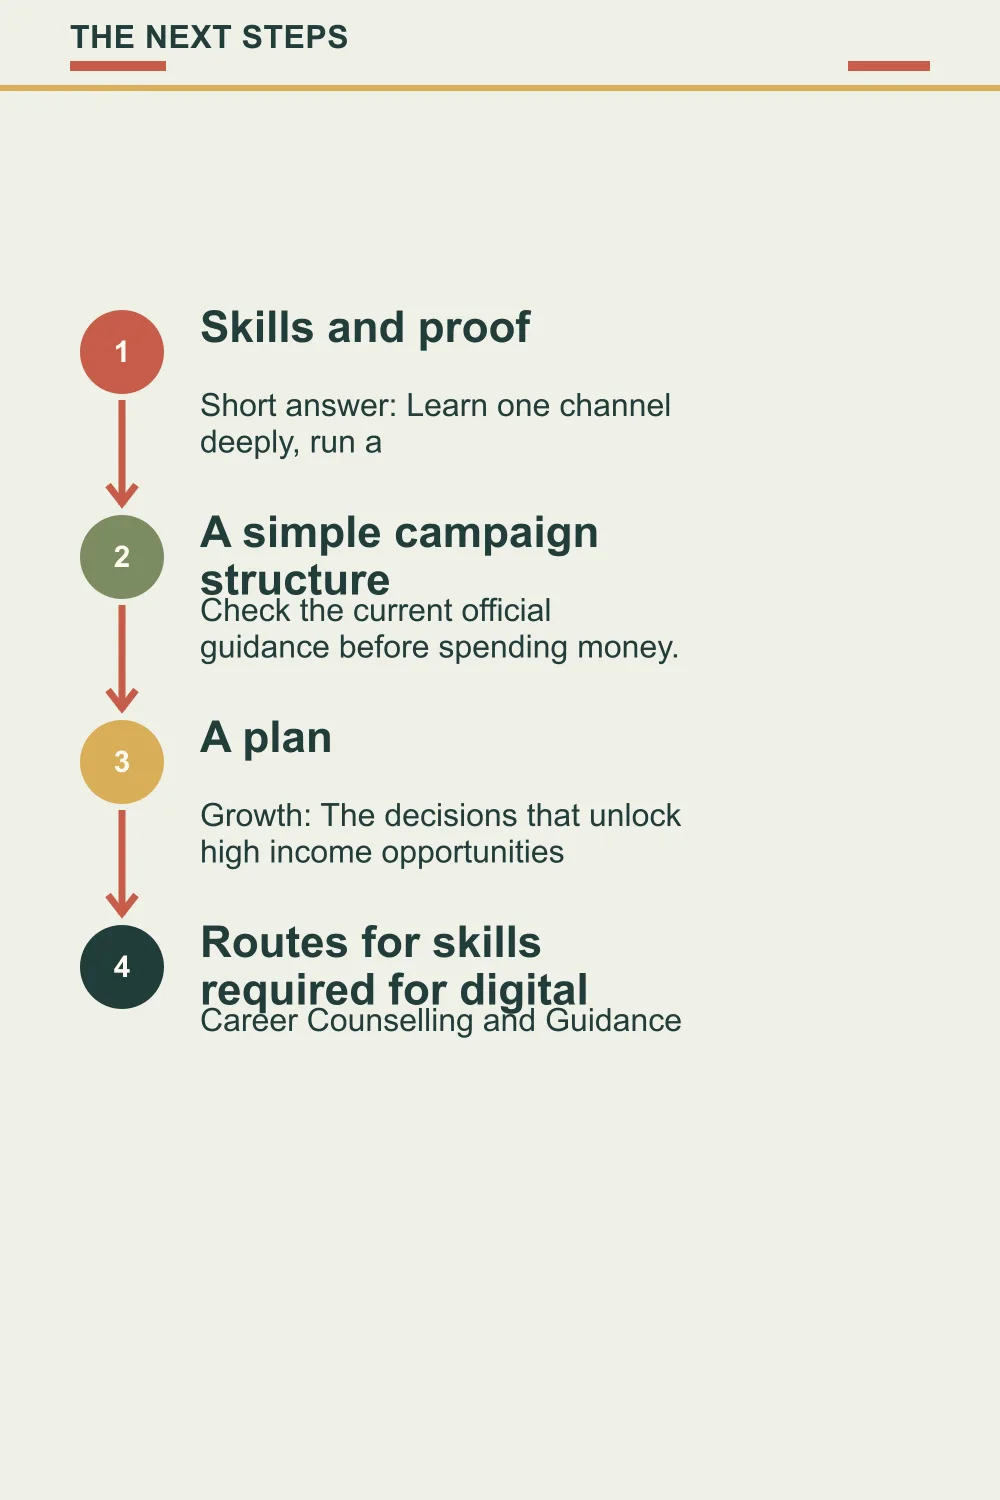 THE NEXT STEPS
1
Skills and proof
Short answer: Learn one channel
deeply, run a
2
A simple campaign
structure
Check the current official
guidance before spending money.
3
A plan
Growth: The decisions that unlock
high income opportunities
4
Routes for skills
required for digital
Career Counselling and Guidance